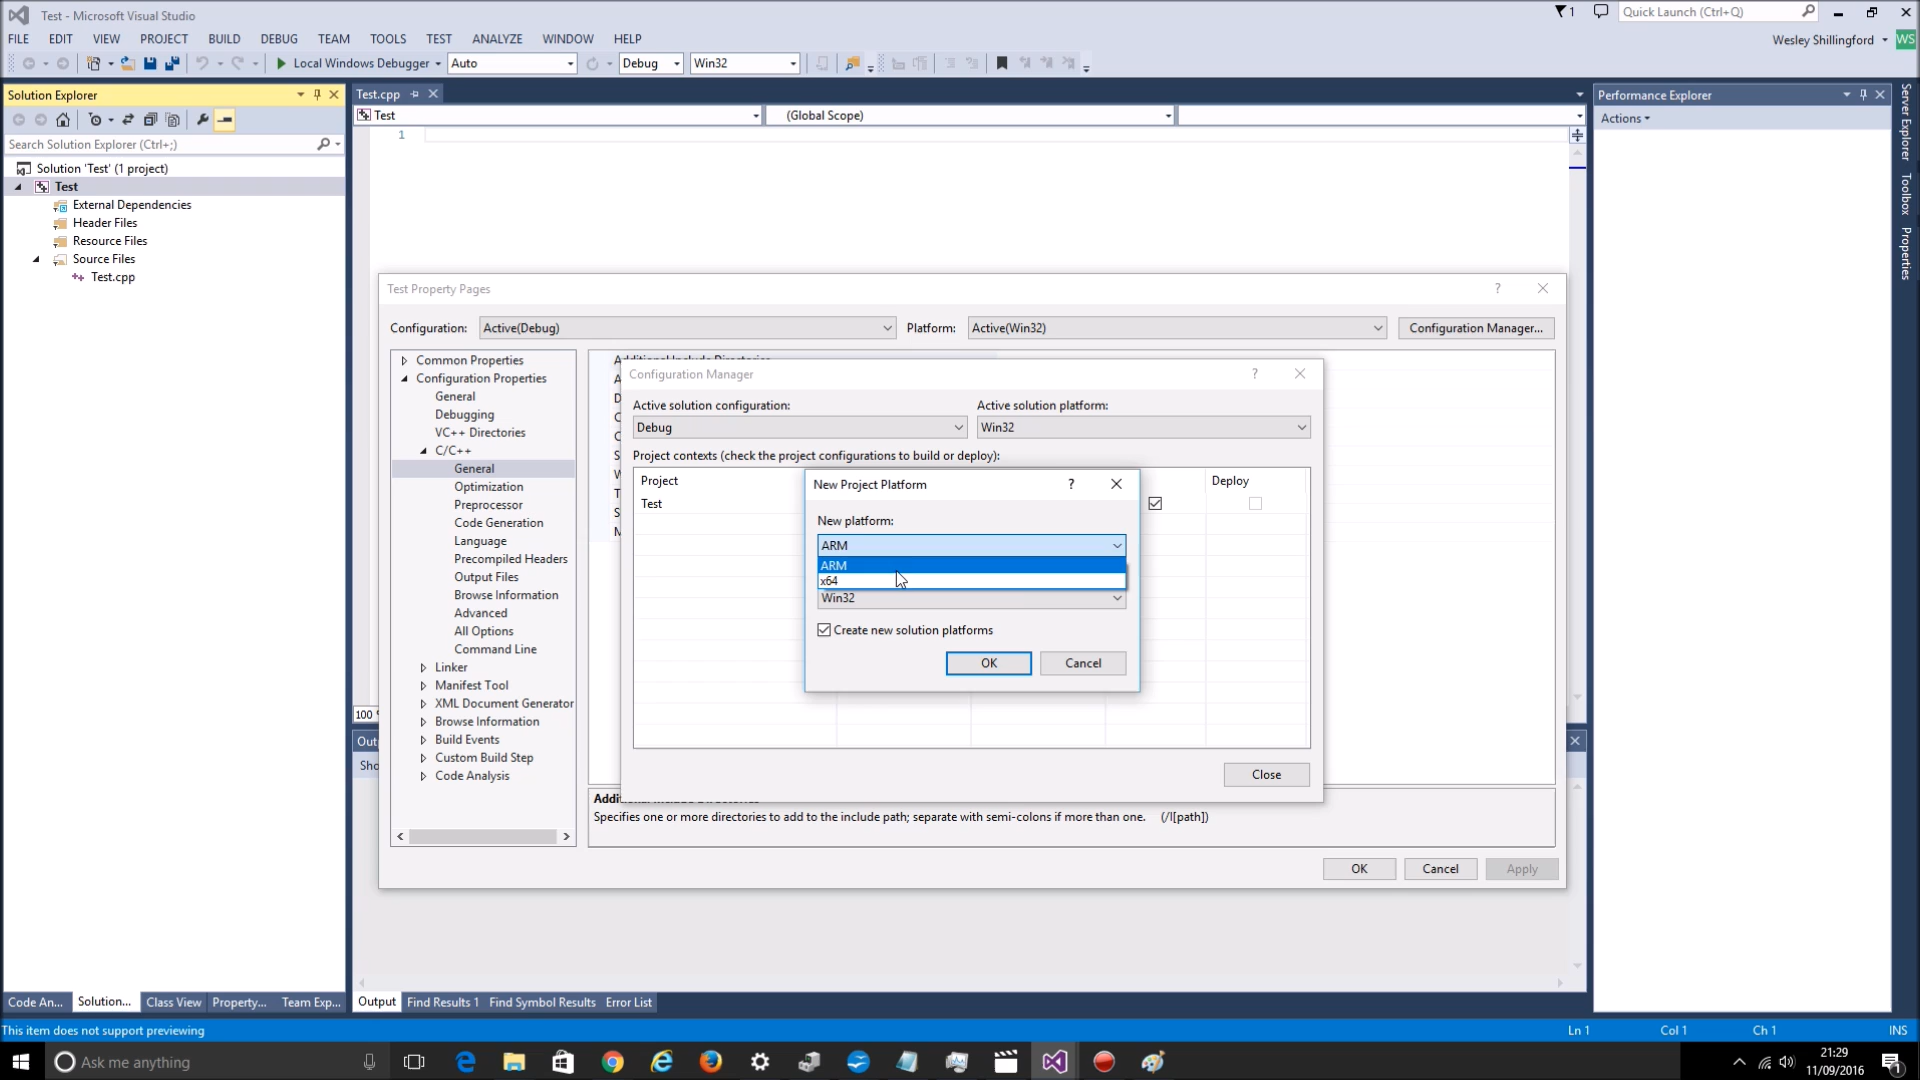 Test - Microsoft Visual Studio
1
Quick Launch (Ctrl+Q)
FILE EDIT VIEW PROJECT BUILD DEBUG TEAM TOOLS TEST ANALYZE WINDOW HELP
Wesley Shillingford WS
Local Windows Debugger Auto Debug Win32
Solution Explorer
Search Solution Explorer (Ctrl+;)
Solution 'Test' (1 project)
Test
External Dependencies
Header Files
Resource Files
Source Files
Test.cpp
Test.cpp
Test (Global Scope)
1
Performance Explorer
Actions
Server Explorer
Toolbox
Properties
Test Property Pages ?
Configuration: Active(Debug) Platform: Active(Win32) Configuration Manager...
Common Properties
Configuration Properties
General
Debugging
VC++ Directories
C/C++
General
Optimization
Preprocessor
Code Generation
Language
Precompiled Headers
Output Files
Browse Information
Advanced
All Options
Command Line
Linker
Manifest Tool
XML Document Generator
Browse Information
Build Events
Custom Build Step
Code Analysis
Configuration Manager ?
Active solution configuration: Active solution platform:
Debug Win32
Project contexts (check the project configurations to build or deploy):
Project Deploy
Test
New Project Platform ?
New platform:
ARM
ARM
x64
Win32
Create new solution platforms
OK Cancel
Close
Specifies one or more directories to add to the include path; separate with semi-colons if more than one. (/I[path])
OK Cancel Apply
100
Code An... Solution... Class View Property... Team Exp...
Output Find Results 1 Find Symbol Results Error List
This item does not support previewing Ln 1 Col 1 Ch 1 INS
Ask me anything
21:29
11/09/2016
1